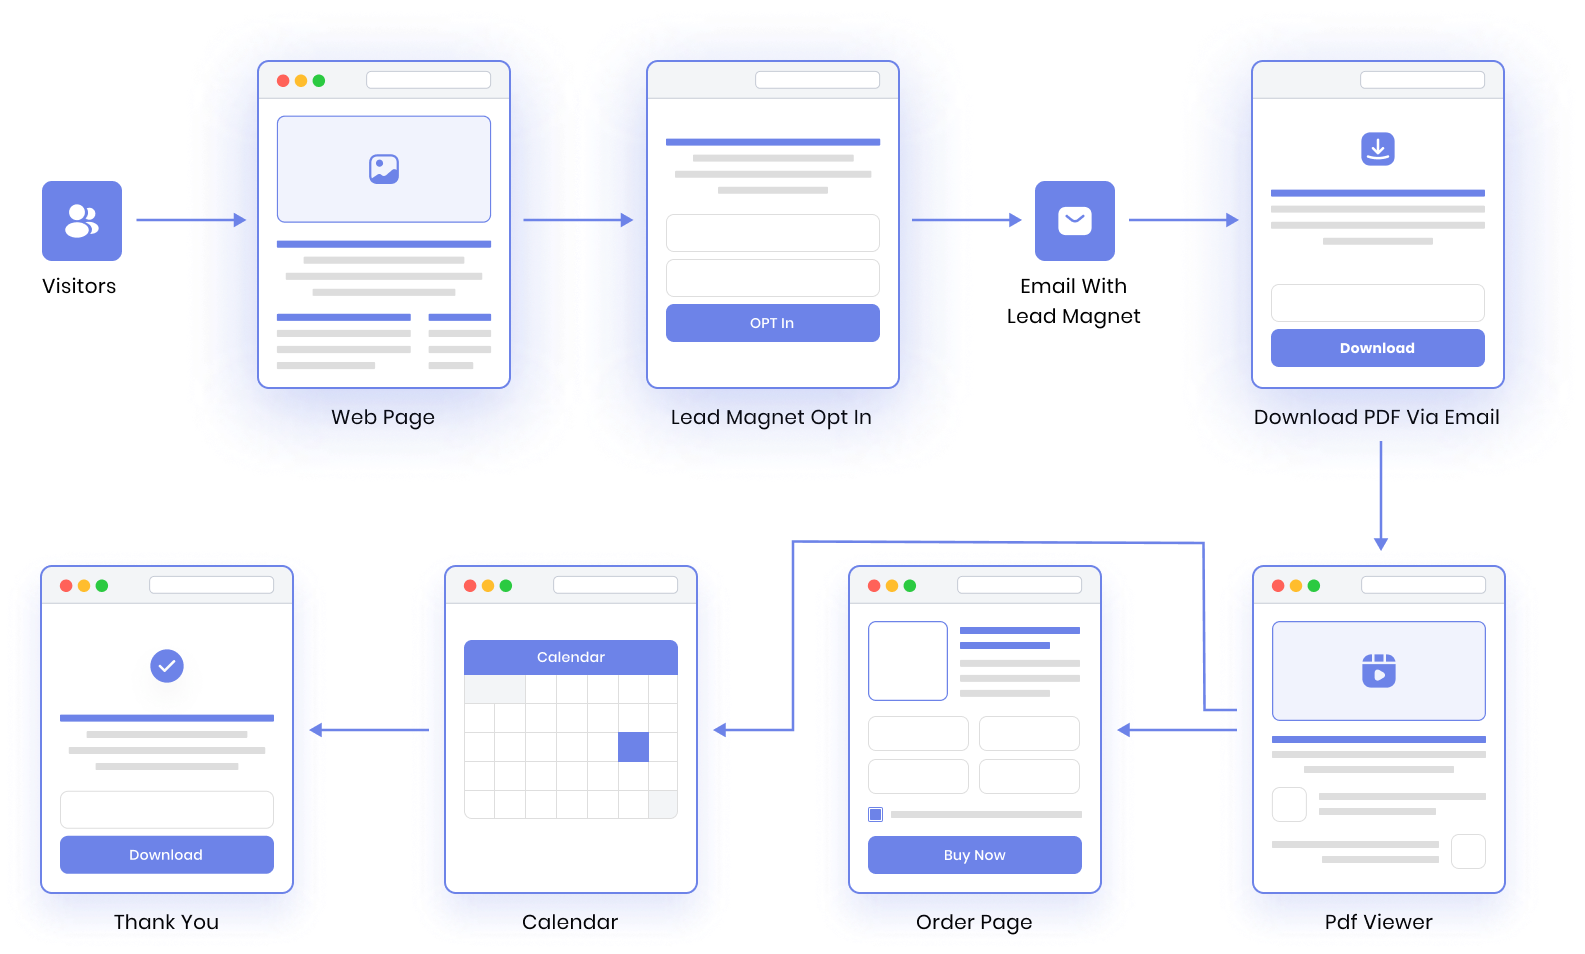 Visitors
Web Page
OPT In
Lead Magnet Opt In
Email With
Lead Magnet
Download
Download PDF Via Email
Download
Thank You
Calendar
Calendar
Buy Now
Order Page
Pdf Viewer